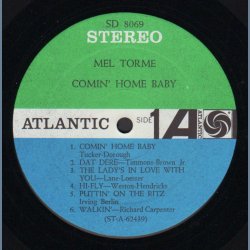 SD 8069
STEREO
MEL TORME
COMIN' HOME BABY
ATLANTIC SIDE 1 A
ATLANTIC
1. COMIN' HOME BABY
Tucker-Dorough
2. DAT DERE—Timmons-Brown Jr.
3. THE LADY'S IN LOVE WITH
YOU—Lane-Loesser
4. HI-FLY—Weston-Hendricks
5. PUTTIN' ON THE RITZ
Irving Berlin
6. WALKIN'—Richard Carpenter
(ST-A-62439)